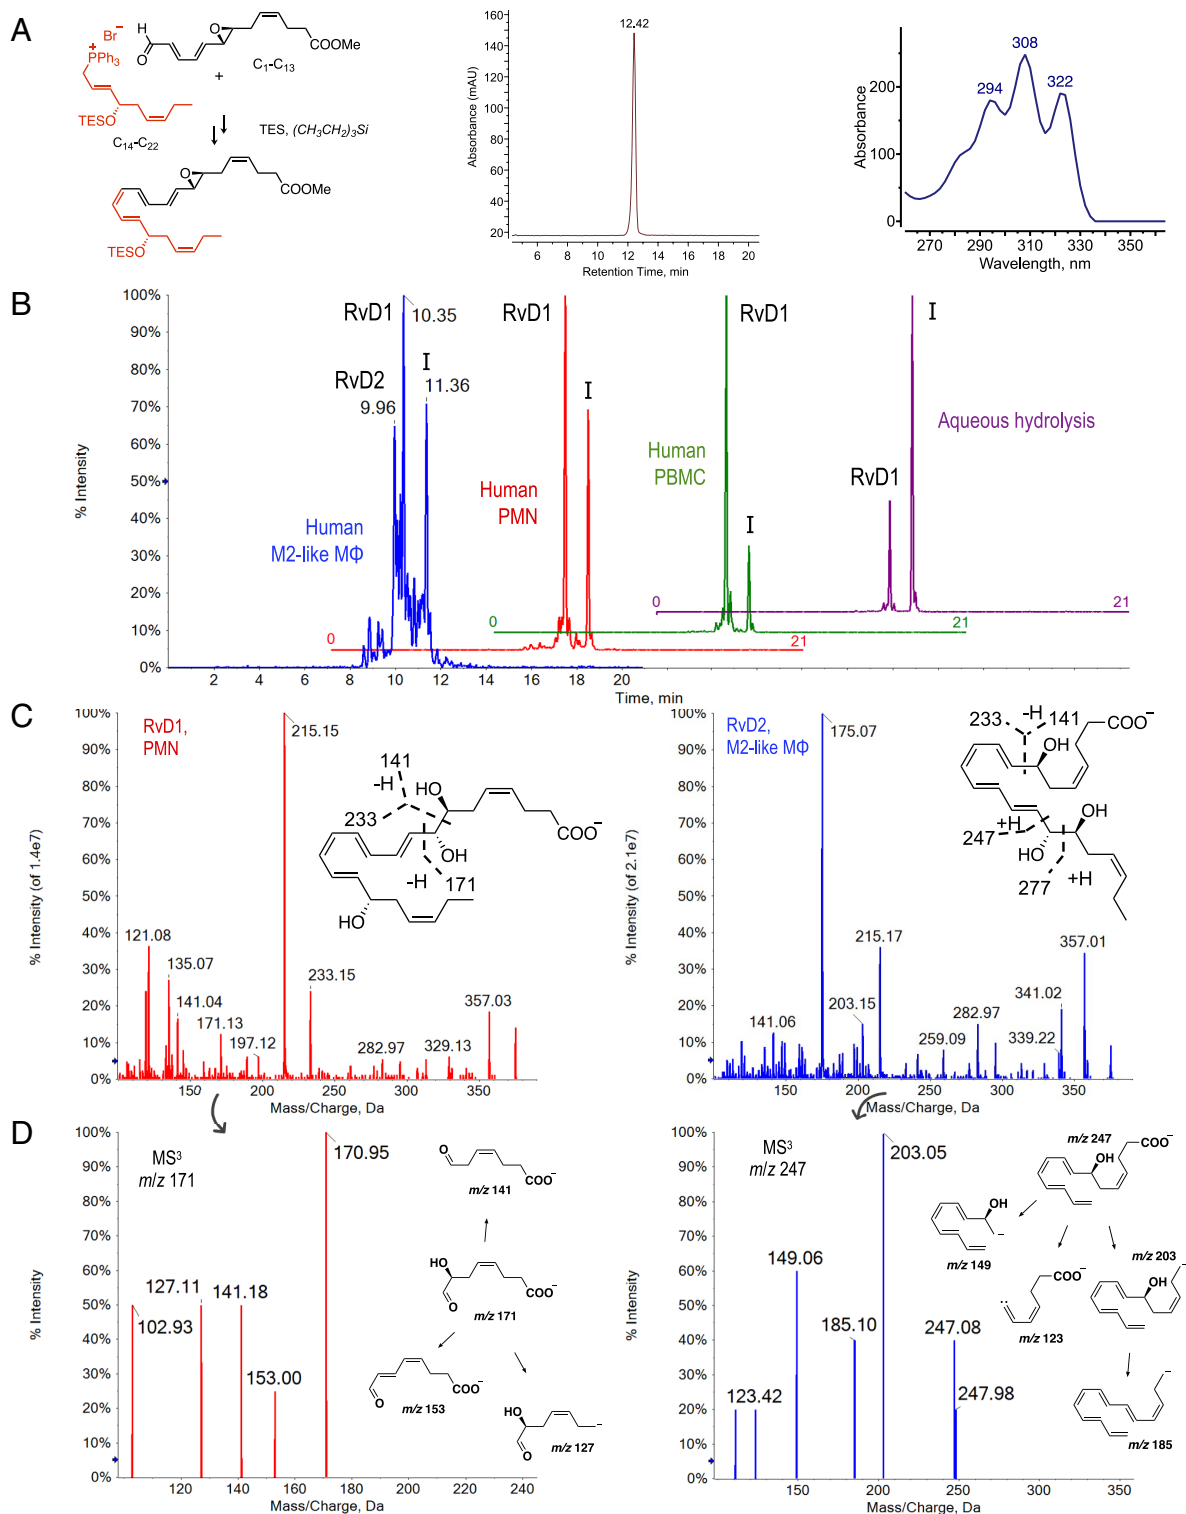 A
Br⁻
PPh₃
+
H
O
O
COOMe
C₁-C₁₃
+
TESO
C₁₄-C₂₂
TES, (CH₃CH₂)₃Si
O
COOMe
TESO
12.42
160
140
120
100
80
60
40
20
Absorbance (mAU)
6 8 10 12 14 16 18 20
Retention Time, min
308
294
322
200
100
0
Absorbance
270 290 310 330 350
Wavelength, nm
B
100%
90%
80%
70%
60%
50%
40%
30%
20%
10%
0%
% Intensity
RvD1
10.35
RvD2
9.96
I
11.36
Human
M2-like MΦ
RvD1
I
Human
PMN
0
21
RvD1
I
Human
PBMC
0
21
I
RvD1
Aqueous hydrolysis
0
21
2 4 6 8 10 12 14 16 18 20
Time, min
C
100%
90%
80%
70%
60%
50%
40%
30%
20%
10%
0%
% Intensity (of 1.4e7)
RvD1,
PMN
215.15
121.08
135.07
141.04
171.13
197.12
233.15
282.97
329.13
357.03
141
-H
233
HO
OH
-H
171
HO
COO⁻
150 200 250 300 350
Mass/Charge, Da
100%
90%
80%
70%
60%
50%
40%
30%
20%
10%
0%
% Intensity (of 2.1e7)
RvD2,
M2-like MΦ
175.07
215.17
203.15
141.06
259.09
282.97
339.22
341.02
357.01
233
-H
141
COO⁻
OH
OH
+H
247
HO
277
+H
150 200 250 300 350
Mass/Charge, Da
D
100%
90%
80%
70%
60%
50%
40%
30%
20%
10%
0%
% Intensity
MS³
m/z 171
170.95
127.11
141.18
102.93
153.00
O
COO⁻
m/z 141
HO
O
COO⁻
m/z 171
O
COO⁻
m/z 153
HO
O
m/z 127
120 140 160 180 200 220 240
Mass/Charge, Da
100%
90%
80%
70%
60%
50%
40%
30%
20%
10%
0%
% Intensity
MS³
m/z 247
203.05
149.06
185.10
123.42
247.08
247.98
m/z 247
COO⁻
OH
OH
m/z 149
COO⁻
m/z 123
m/z 203
OH
m/z 185
150 200 250 300 350
Mass/Charge, Da